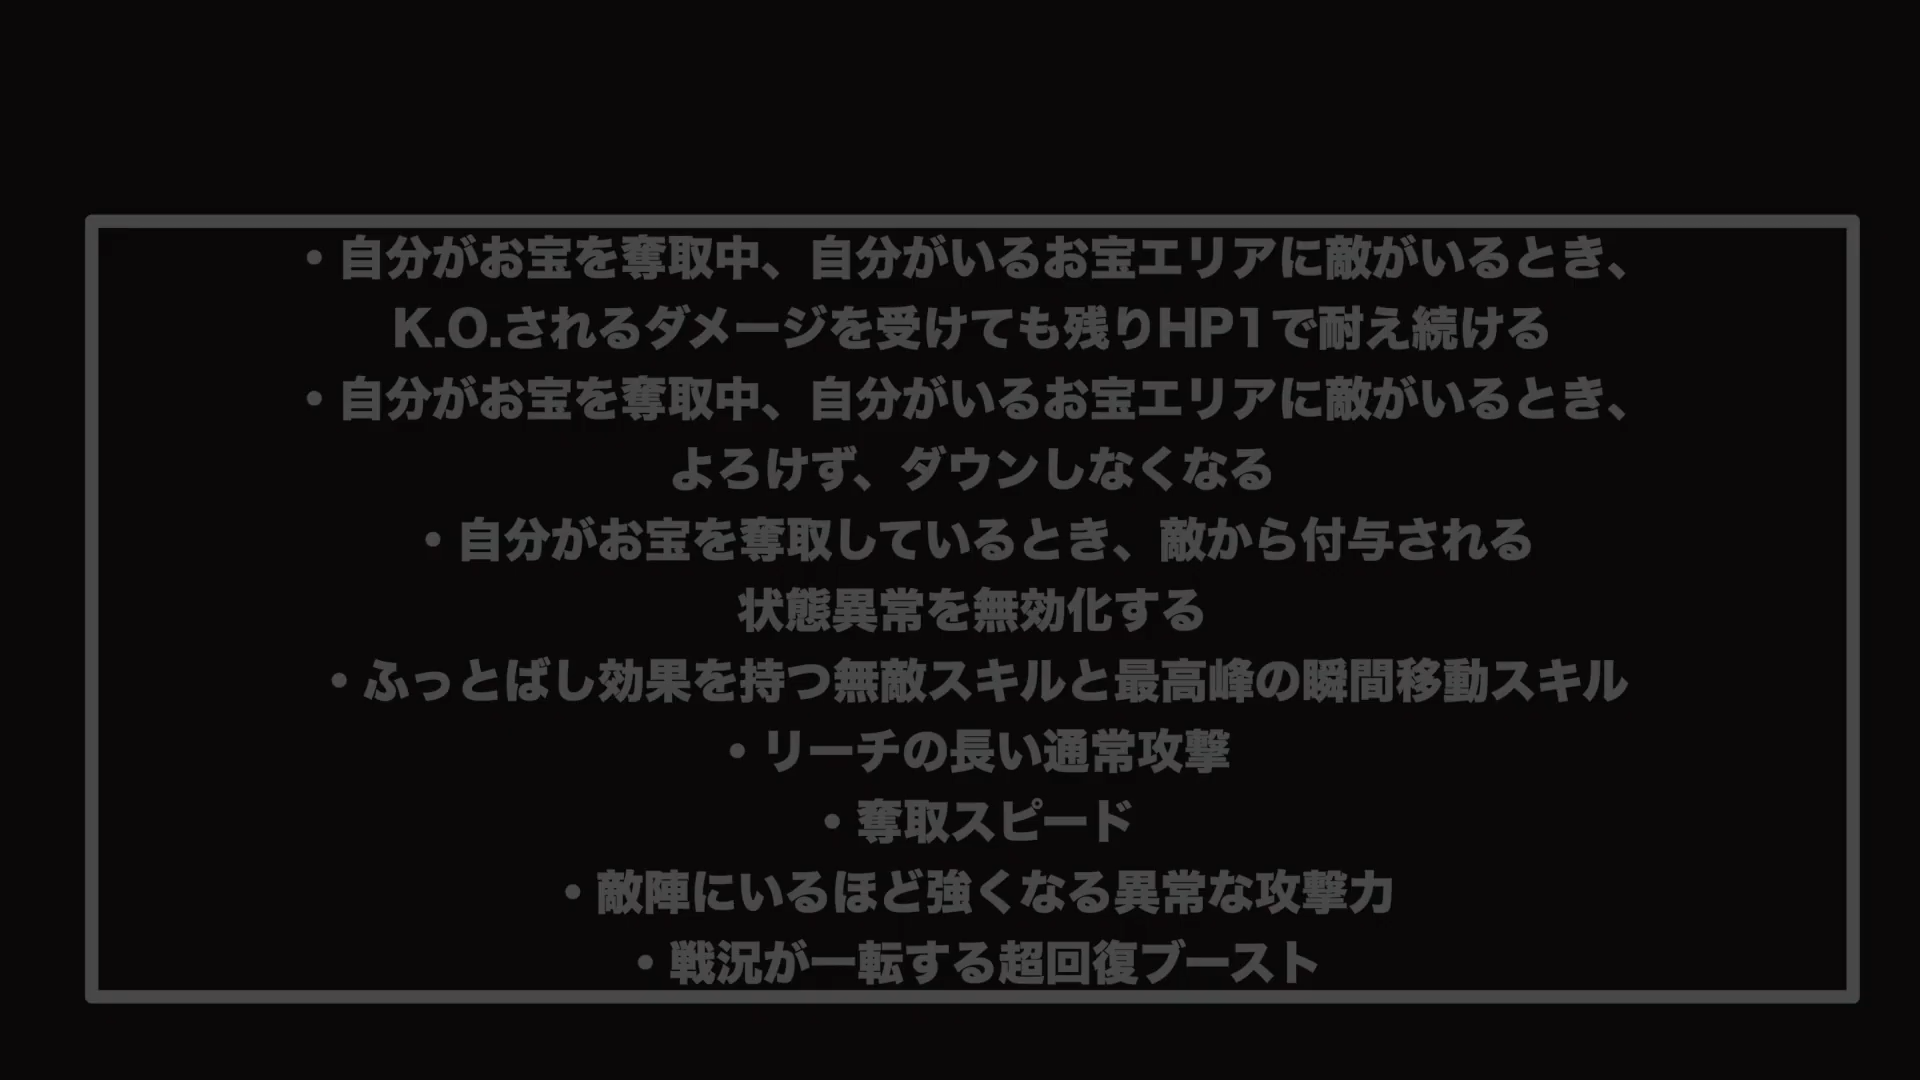 ・自分がお宝を奪取中、自分がいるお宝エリアに敵がいるとき、
K.O.されるダメージを受けても残りHP1で耐え続ける
・自分がお宝を奪取中、自分がいるお宝エリアに敵がいるとき、
よろけず、ダウンしなくなる
・自分がお宝を奪取しているとき、敵から付与される
状態異常を無効化する
・ふっとばし効果を持つ無敵スキルと最高峰の瞬間移動スキル
・リーチの長い通常攻撃
・奪取スピード
・敵陣にいるほど強くなる異常な攻撃力
・戦況が一転する超回復ブースト